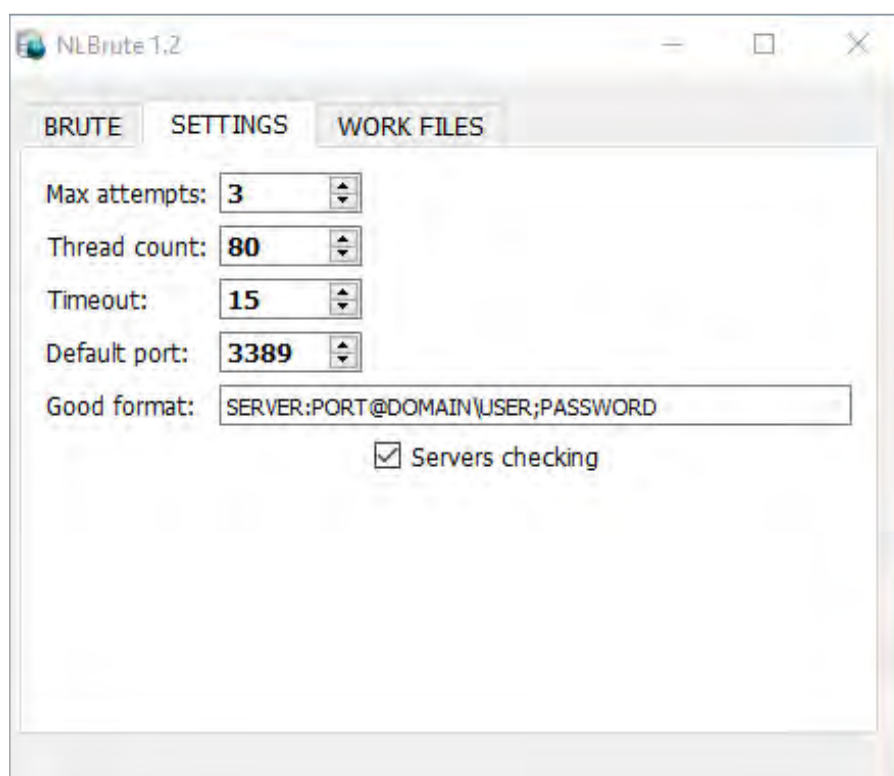 NLBrute 1.2
BRUTE SETTINGS WORK FILES
Max attempts: 3
Thread count: 80
Timeout: 15
Default port: 3389
Good format: SERVER:PORT@DOMAIN\USER;PASSWORD
Servers checking